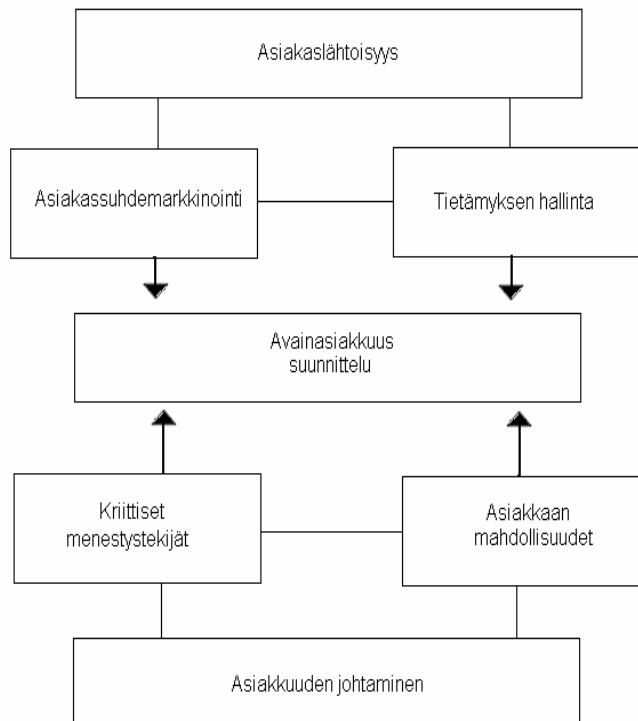 Asiakaslähtoisyys
Asiakassuhdemarkkinointi
Tietämyksen hallinta
Avainasiakkuus
suunnittelu
Kriittiset
menestystekijät
Asiakkaan
mahdollisuudet
Asiakkuuden johtaminen